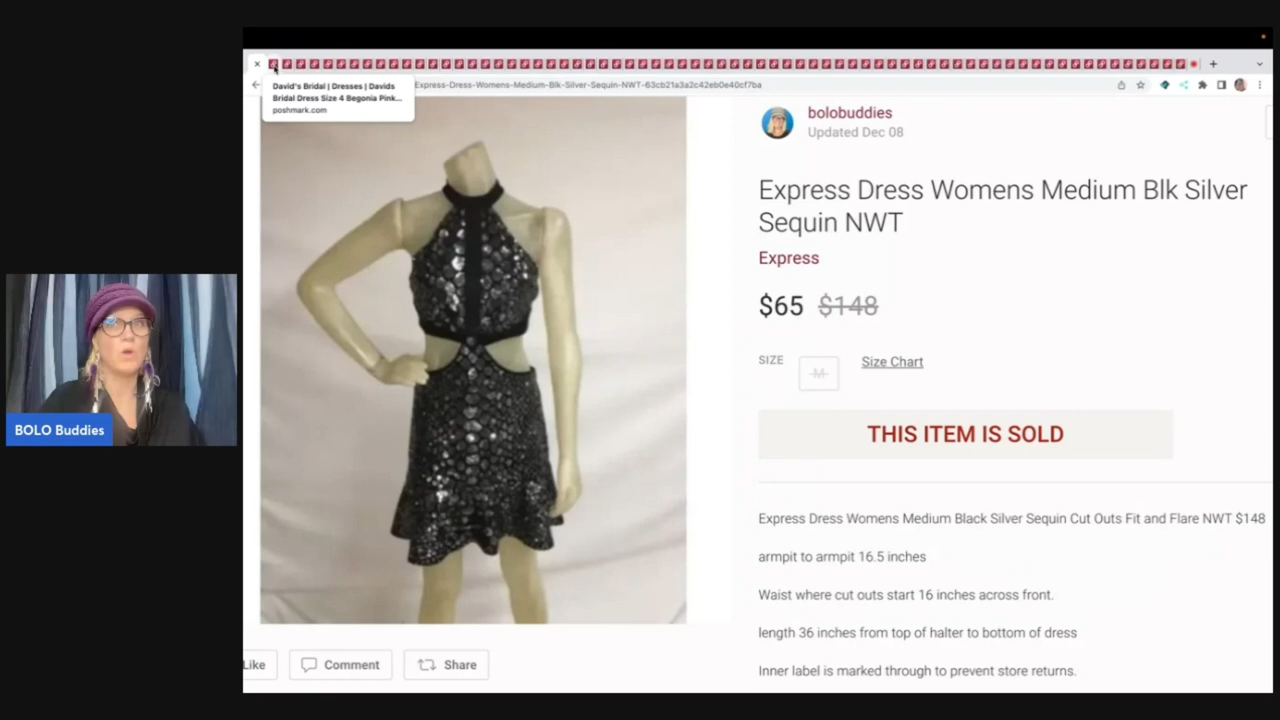 David's Bridal | Dresses | Davids
Bridal Dress Size 4 Begonia Pink...
poshmark.com
Express-Dress-Womens-Medium-Blk-Silver-Sequin-NWT-63cb21a3a2c42eb0e40cf7ba
bolobuddies
Updated Dec 08
Express Dress Womens Medium Blk Silver
Sequin NWT
Express
$65 $148
SIZE M Size Chart
THIS ITEM IS SOLD
Express Dress Womens Medium Black Silver Sequin Cut Outs Fit and Flare NWT $148
armpit to armpit 16.5 inches
Waist where cut outs start 16 inches across front.
length 36 inches from top of halter to bottom of dress
Inner label is marked through to prevent store returns.
Like Comment Share
BOLO Buddies